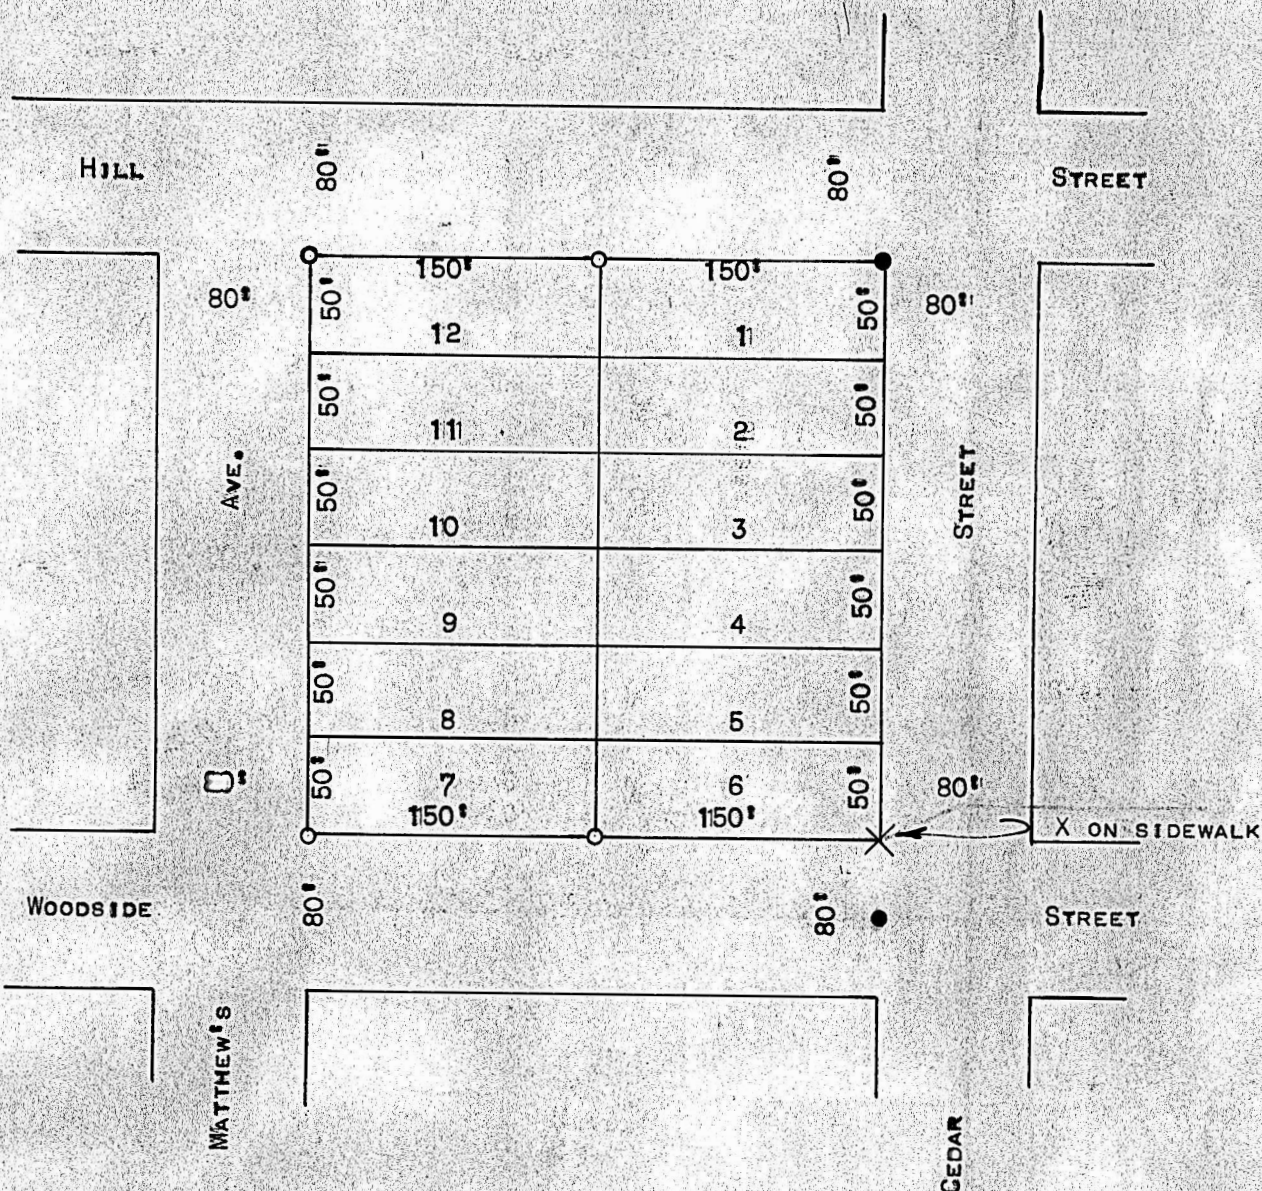 80' 80'
HILL STREET
150' 150'
80' 50' 50' 80'
12 1
50' 50'
11 2
AVE. 50' 50' STREET
10 3
50' 50'
9 4
50' 50'
8 5
50' 7 6 50' 80'
150' 150'
X ON SIDEWALK
WOODSIDE 80' 80' STREET
MATTHEW'S
CEDAR